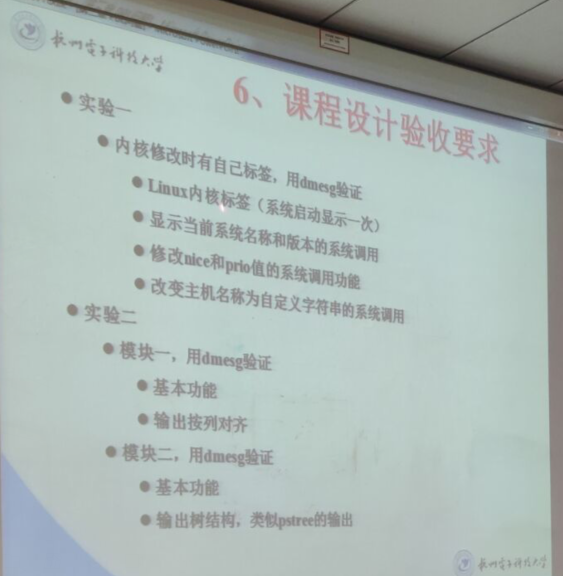 杭州电子科技大学
6、课程设计验收要求
● 实验一
● 内核修改时有自己标签，用dmesg验证
● Linux内核标签（系统启动显示一次）
● 显示当前系统名称和版本的系统调用
● 修改nice和prio值的系统调用功能
● 改变主机名称为自定义字符串的系统调用
● 实验二
● 模块一，用dmesg验证
● 基本功能
● 输出按列对齐
● 模块二，用dmesg验证
● 基本功能
● 输出树结构，类似pstree的输出
杭州电子科技大学